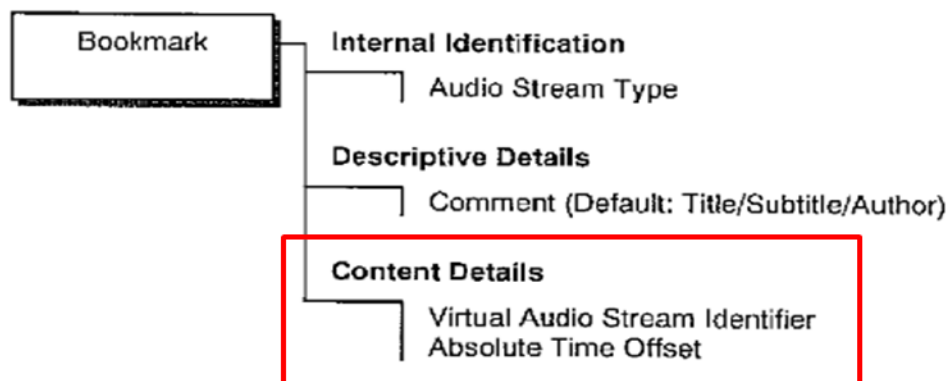 Bookmark
Internal Identification
Audio Stream Type
Descriptive Details
Comment (Default: Title/Subtitle/Author)
Content Details
Virtual Audio Stream Identifier
Absolute Time Offset